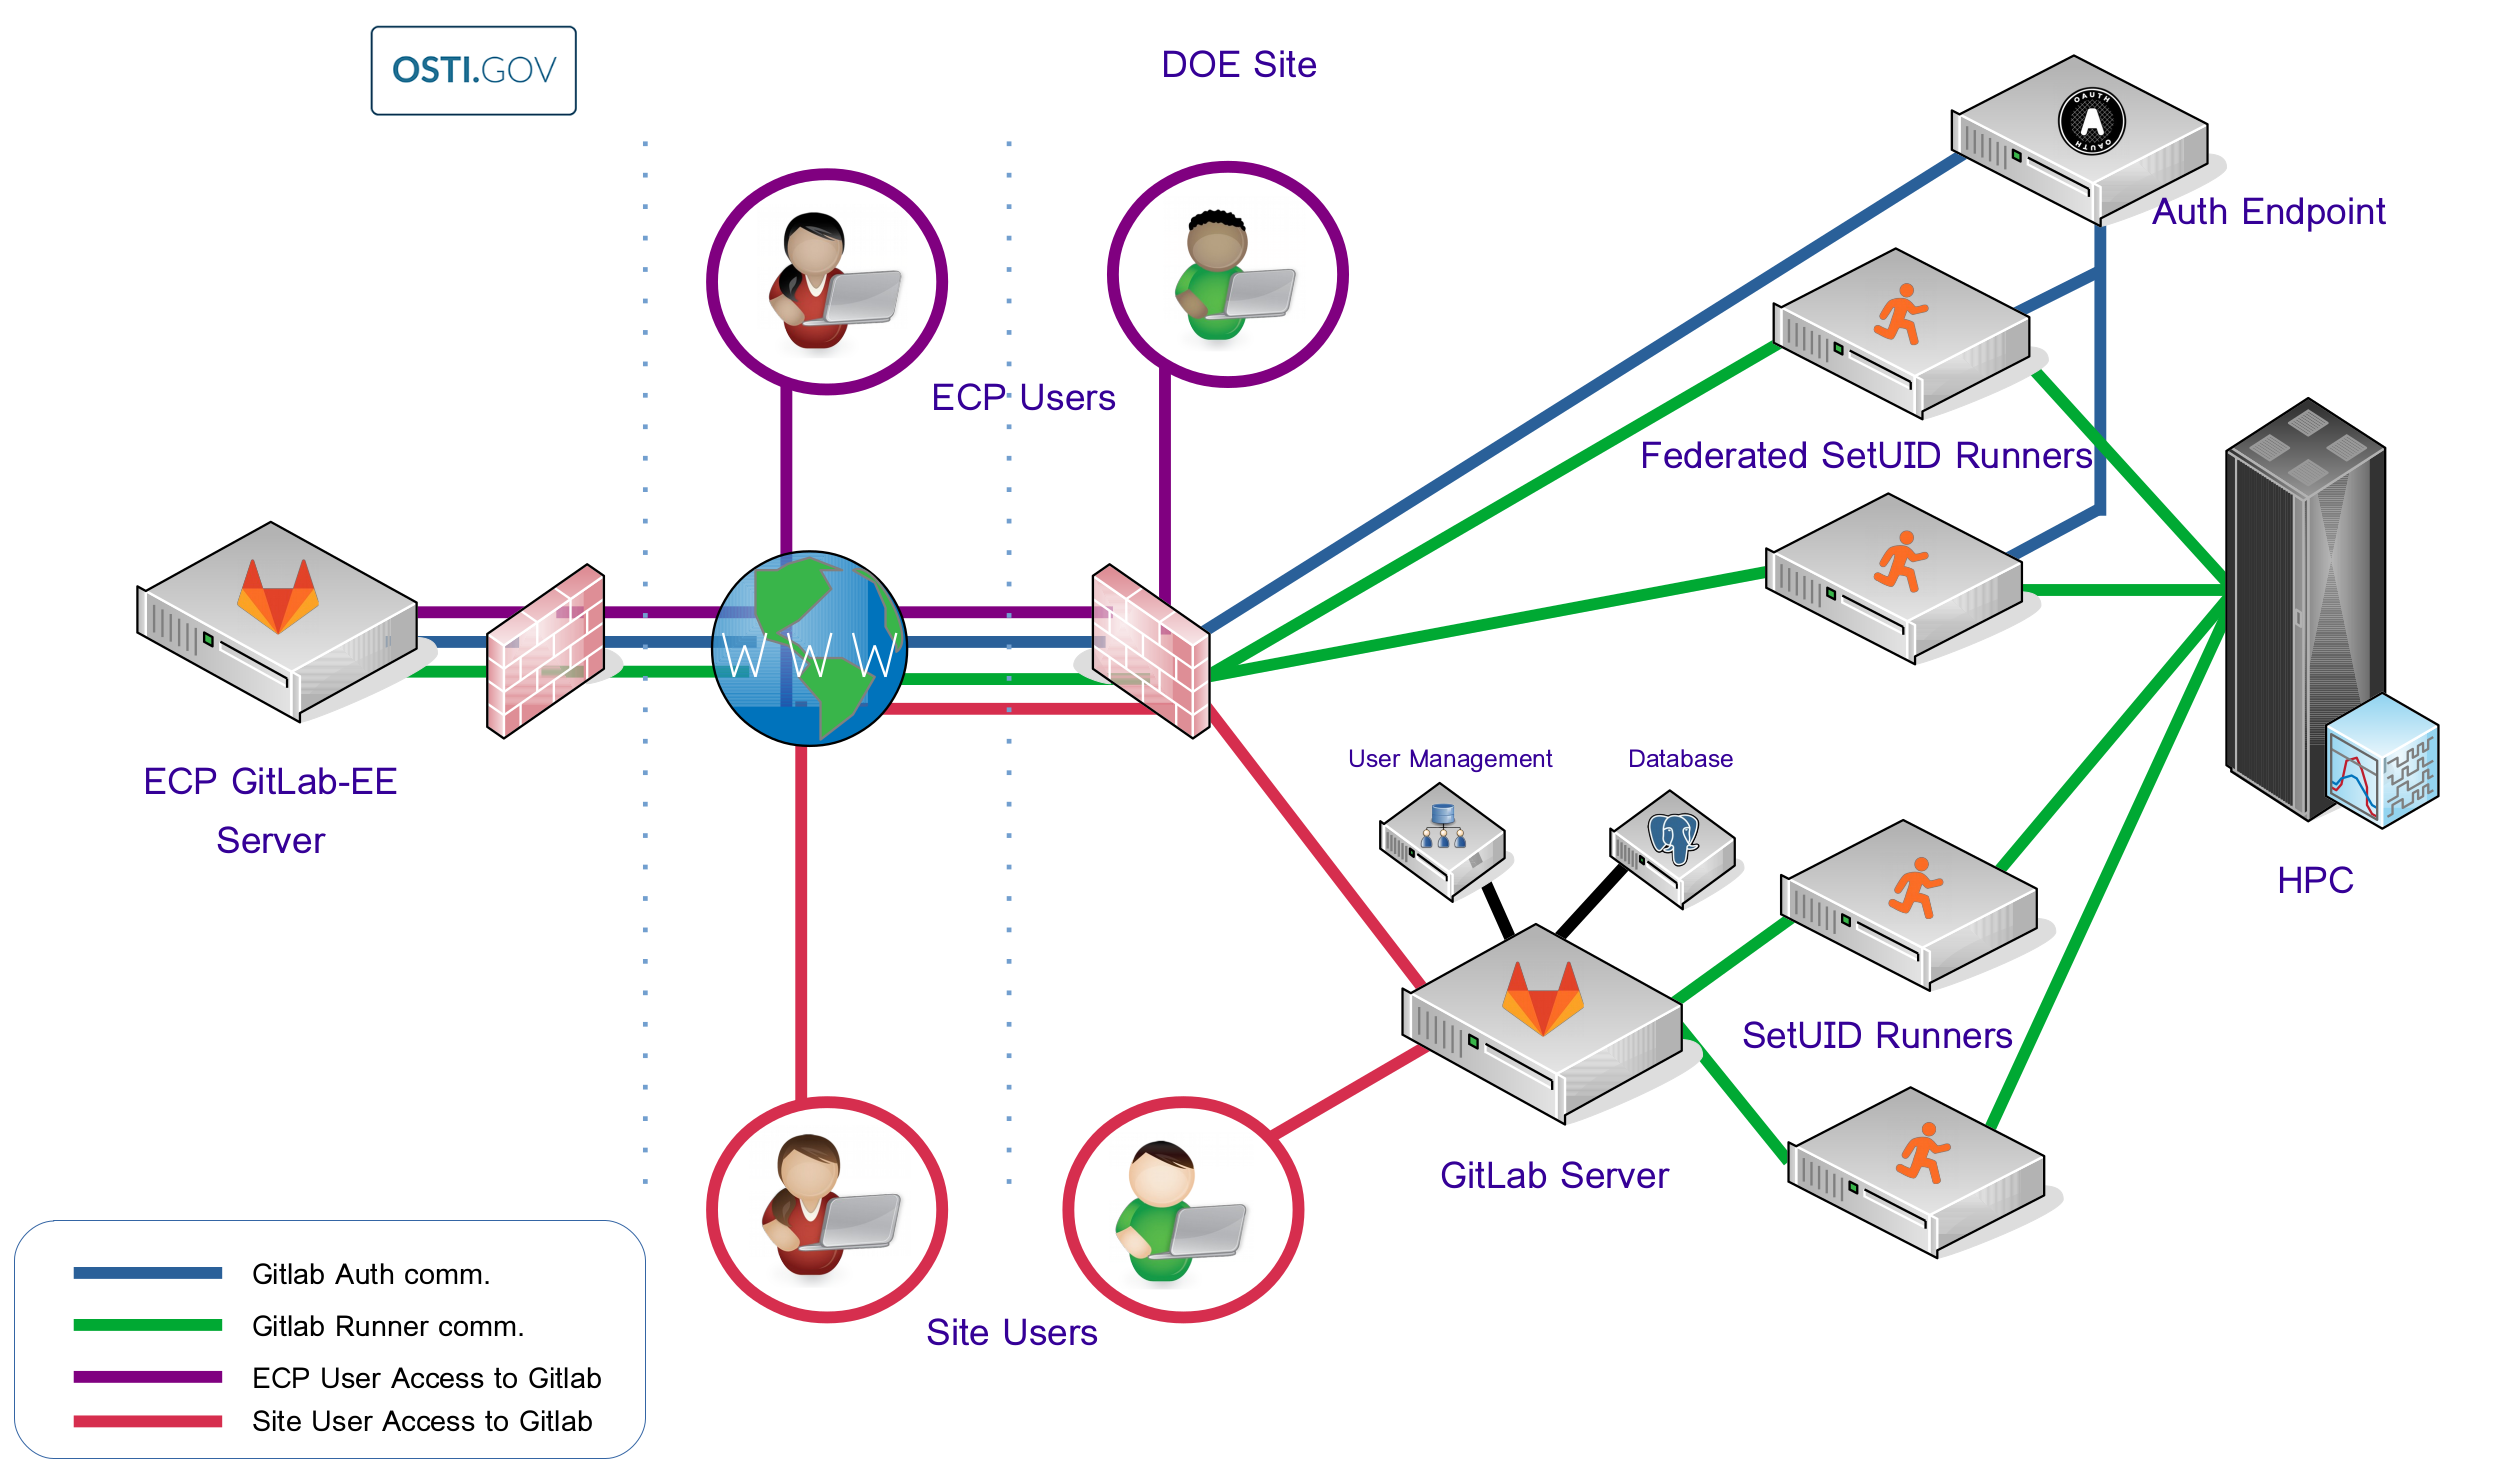 OSTI.GOV
DOE Site
OAUTH
A
OAUTH
Auth Endpoint
ECP Users
Federated SetUID Runners
W W W
User Management
Database
ECP GitLab-EE
Server
HPC
SetUID Runners
GitLab Server
Site Users
Gitlab Auth comm.
Gitlab Runner comm.
ECP User Access to Gitlab
Site User Access to Gitlab